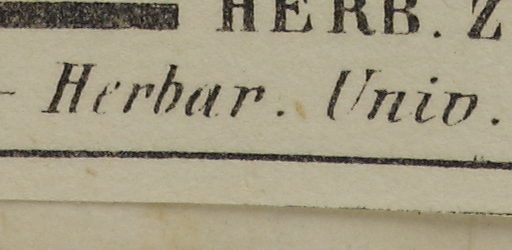 HERB. Z
- Herbar. Univ.